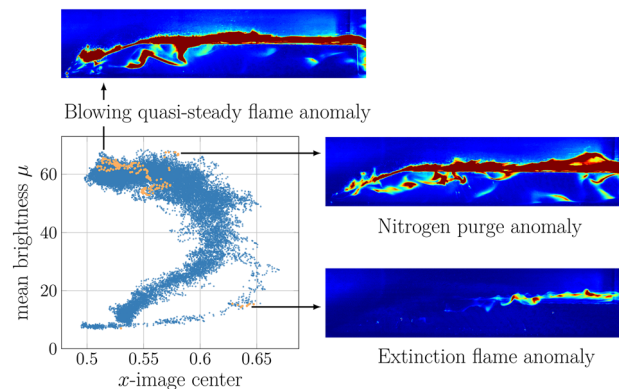 Blowing quasi-steady flame anomaly
mean brightness μ
60
40
20
0
0.5
0.55
0.6
0.65
x-image center
Nitrogen purge anomaly
Extinction flame anomaly